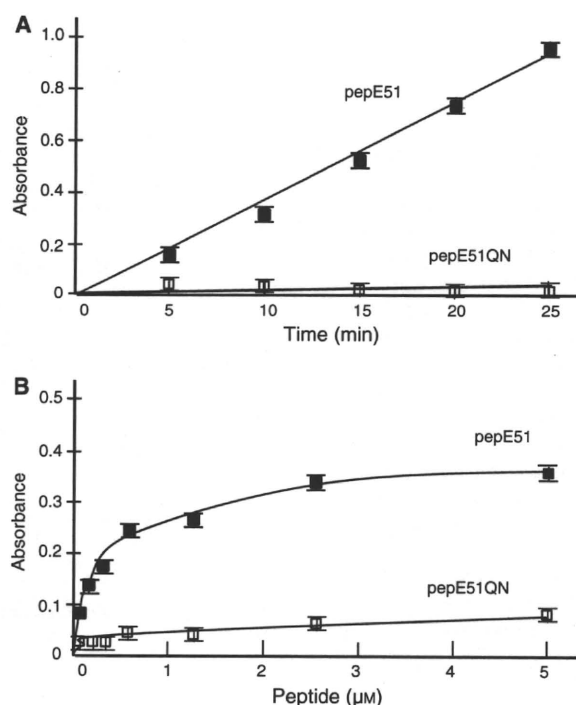 A
1.0
pepE51
0.8
0.6
Absorbance
0.4
pepE51QN
0.2
0
0 5 10 15 20 25
Time (min)
B
0.5
pepE51
0.4
0.3
Absorbance
0.2
pepE51QN
0.1
0
1 2 3 4 5
Peptide (μM)